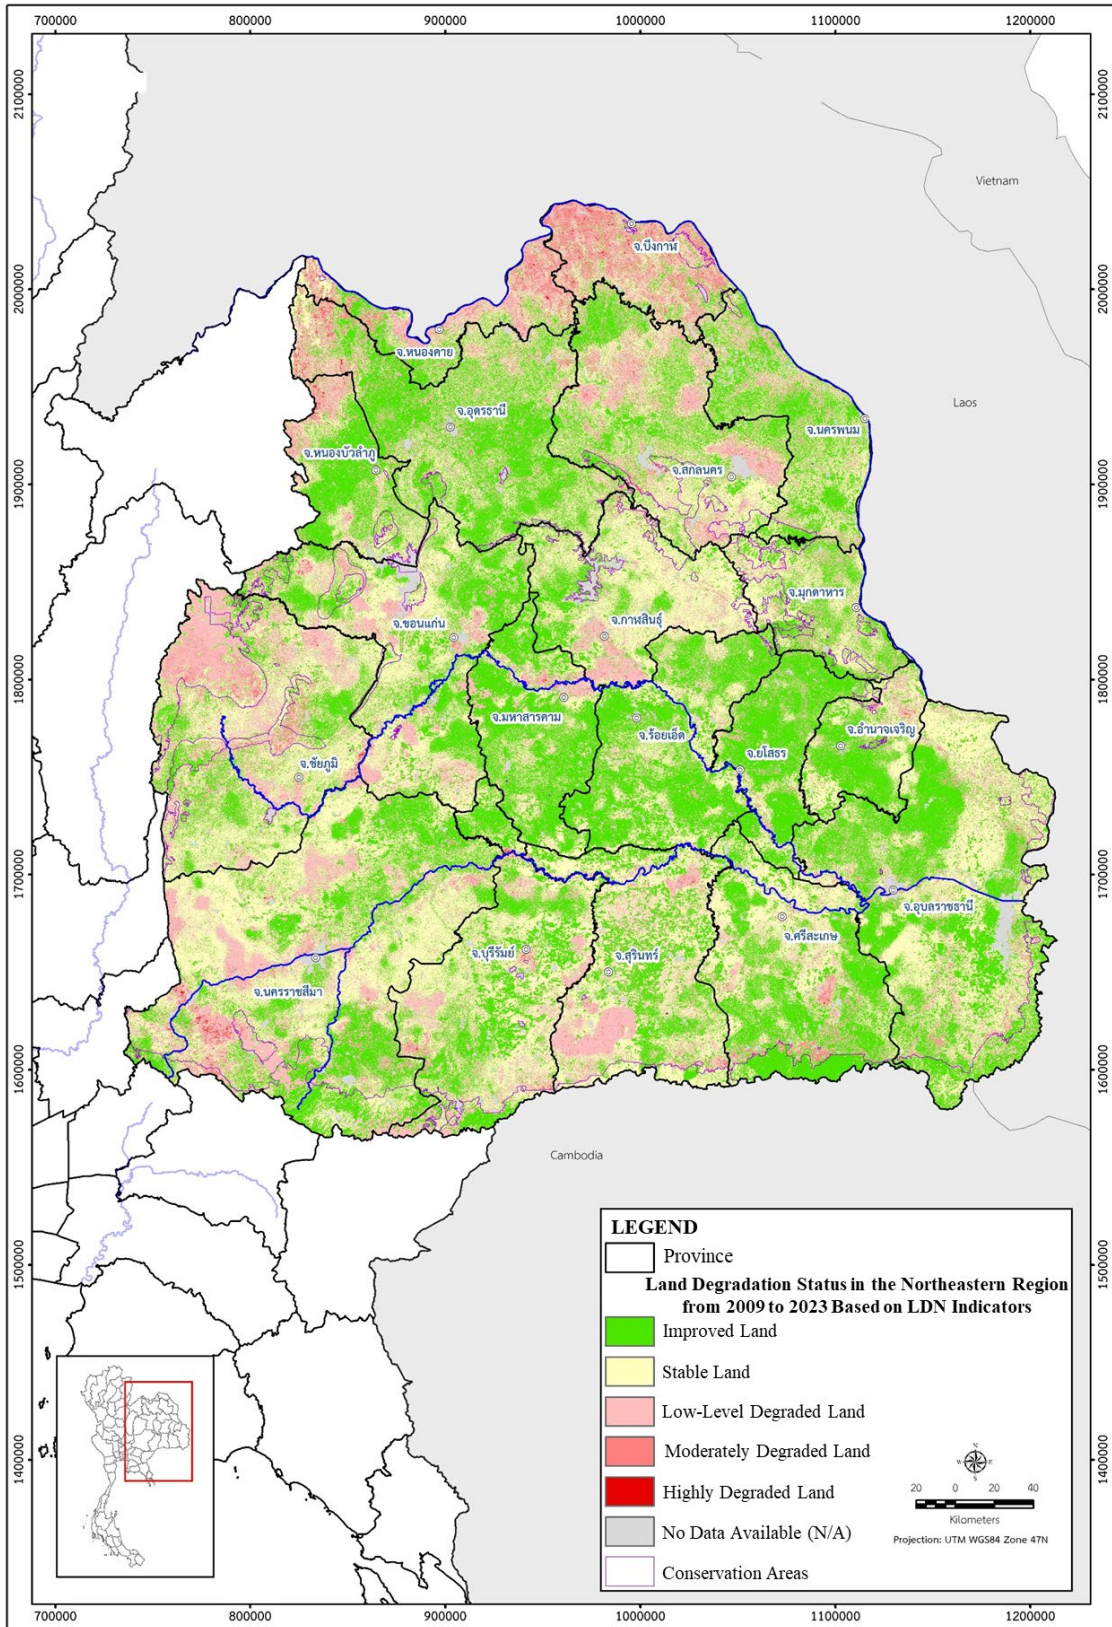 700000 800000 900000 1000000 1100000 1200000
2100000 2100000
Vietnam
จ.บึงกาฬ
2000000 2000000
จ.หนองคาย
Laos
จ.อุดรธานี
จ.นครพนม
จ.หนองบัวลำภู
จ.สกลนคร
1900000 1900000
จ.มุกดาหาร
จ.ขอนแก่น
จ.กาฬสินธุ์
1800000 1800000
จ.มหาสารคาม
จ.ร้อยเอ็ด
จ.อำนาจเจริญ
จ.ยโสธร
จ.ชัยภูมิ
1700000 1700000
จ.อุบลราชธานี
จ.ศรีสะเกษ
จ.บุรีรัมย์
จ.สุรินทร์
จ.นครราชสีมา
1600000 1600000
Cambodia
LEGEND
Province
Land Degradation Status in the Northeastern Region
from 2009 to 2023 Based on LDN Indicators
Improved Land
Stable Land
Low-Level Degraded Land
Moderately Degraded Land
Highly Degraded Land
No Data Available (N/A)
Conservation Areas
N
W E
S
20 0 20 40
Kilometers
Projection: UTM WGS84 Zone 47N
1500000 1500000
1400000 1400000
700000 800000 900000 1000000 1100000 1200000